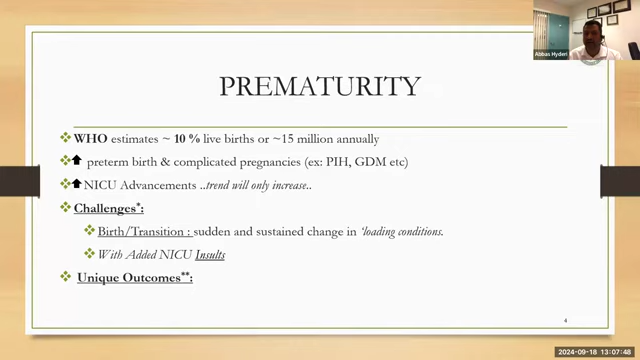 Abbas Hyderi
PREMATURITY
WHO estimates ~ 10 % live births or ~15 million annually
preterm birth & complicated pregnancies (ex: PIH, GDM etc)
NICU Advancements ..trend will only increase..
Challenges*:
Birth/Transition : sudden and sustained change in ‘loading conditions.
With Added NICU Insults
Unique Outcomes**:
4
2024-09-18 13:07:48